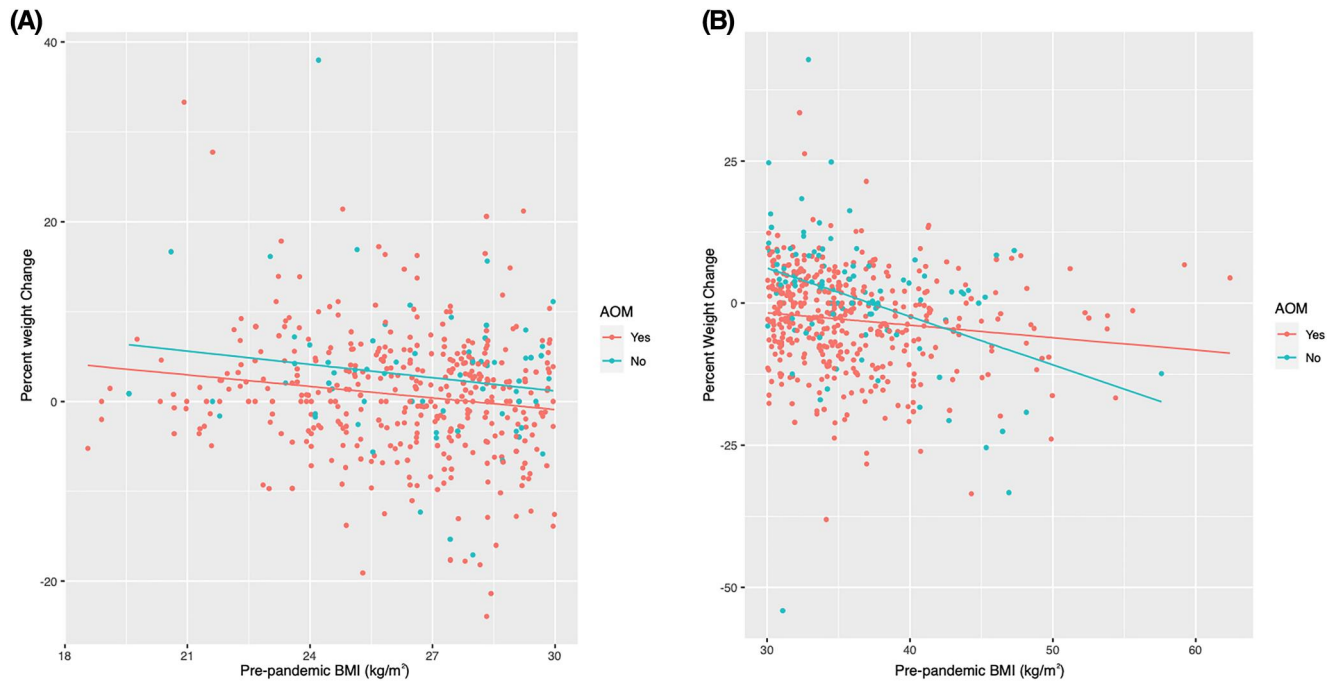 (A)
40
20
0
-20
18
21
24
27
30
Percent weight Change
Pre-pandemic BMI (kg/m²)
AOM
Yes
No
(B)
25
0
-25
-50
30
40
50
60
Percent Weight Change
Pre-pandemic BMI (kg/m²)
AOM
Yes
No